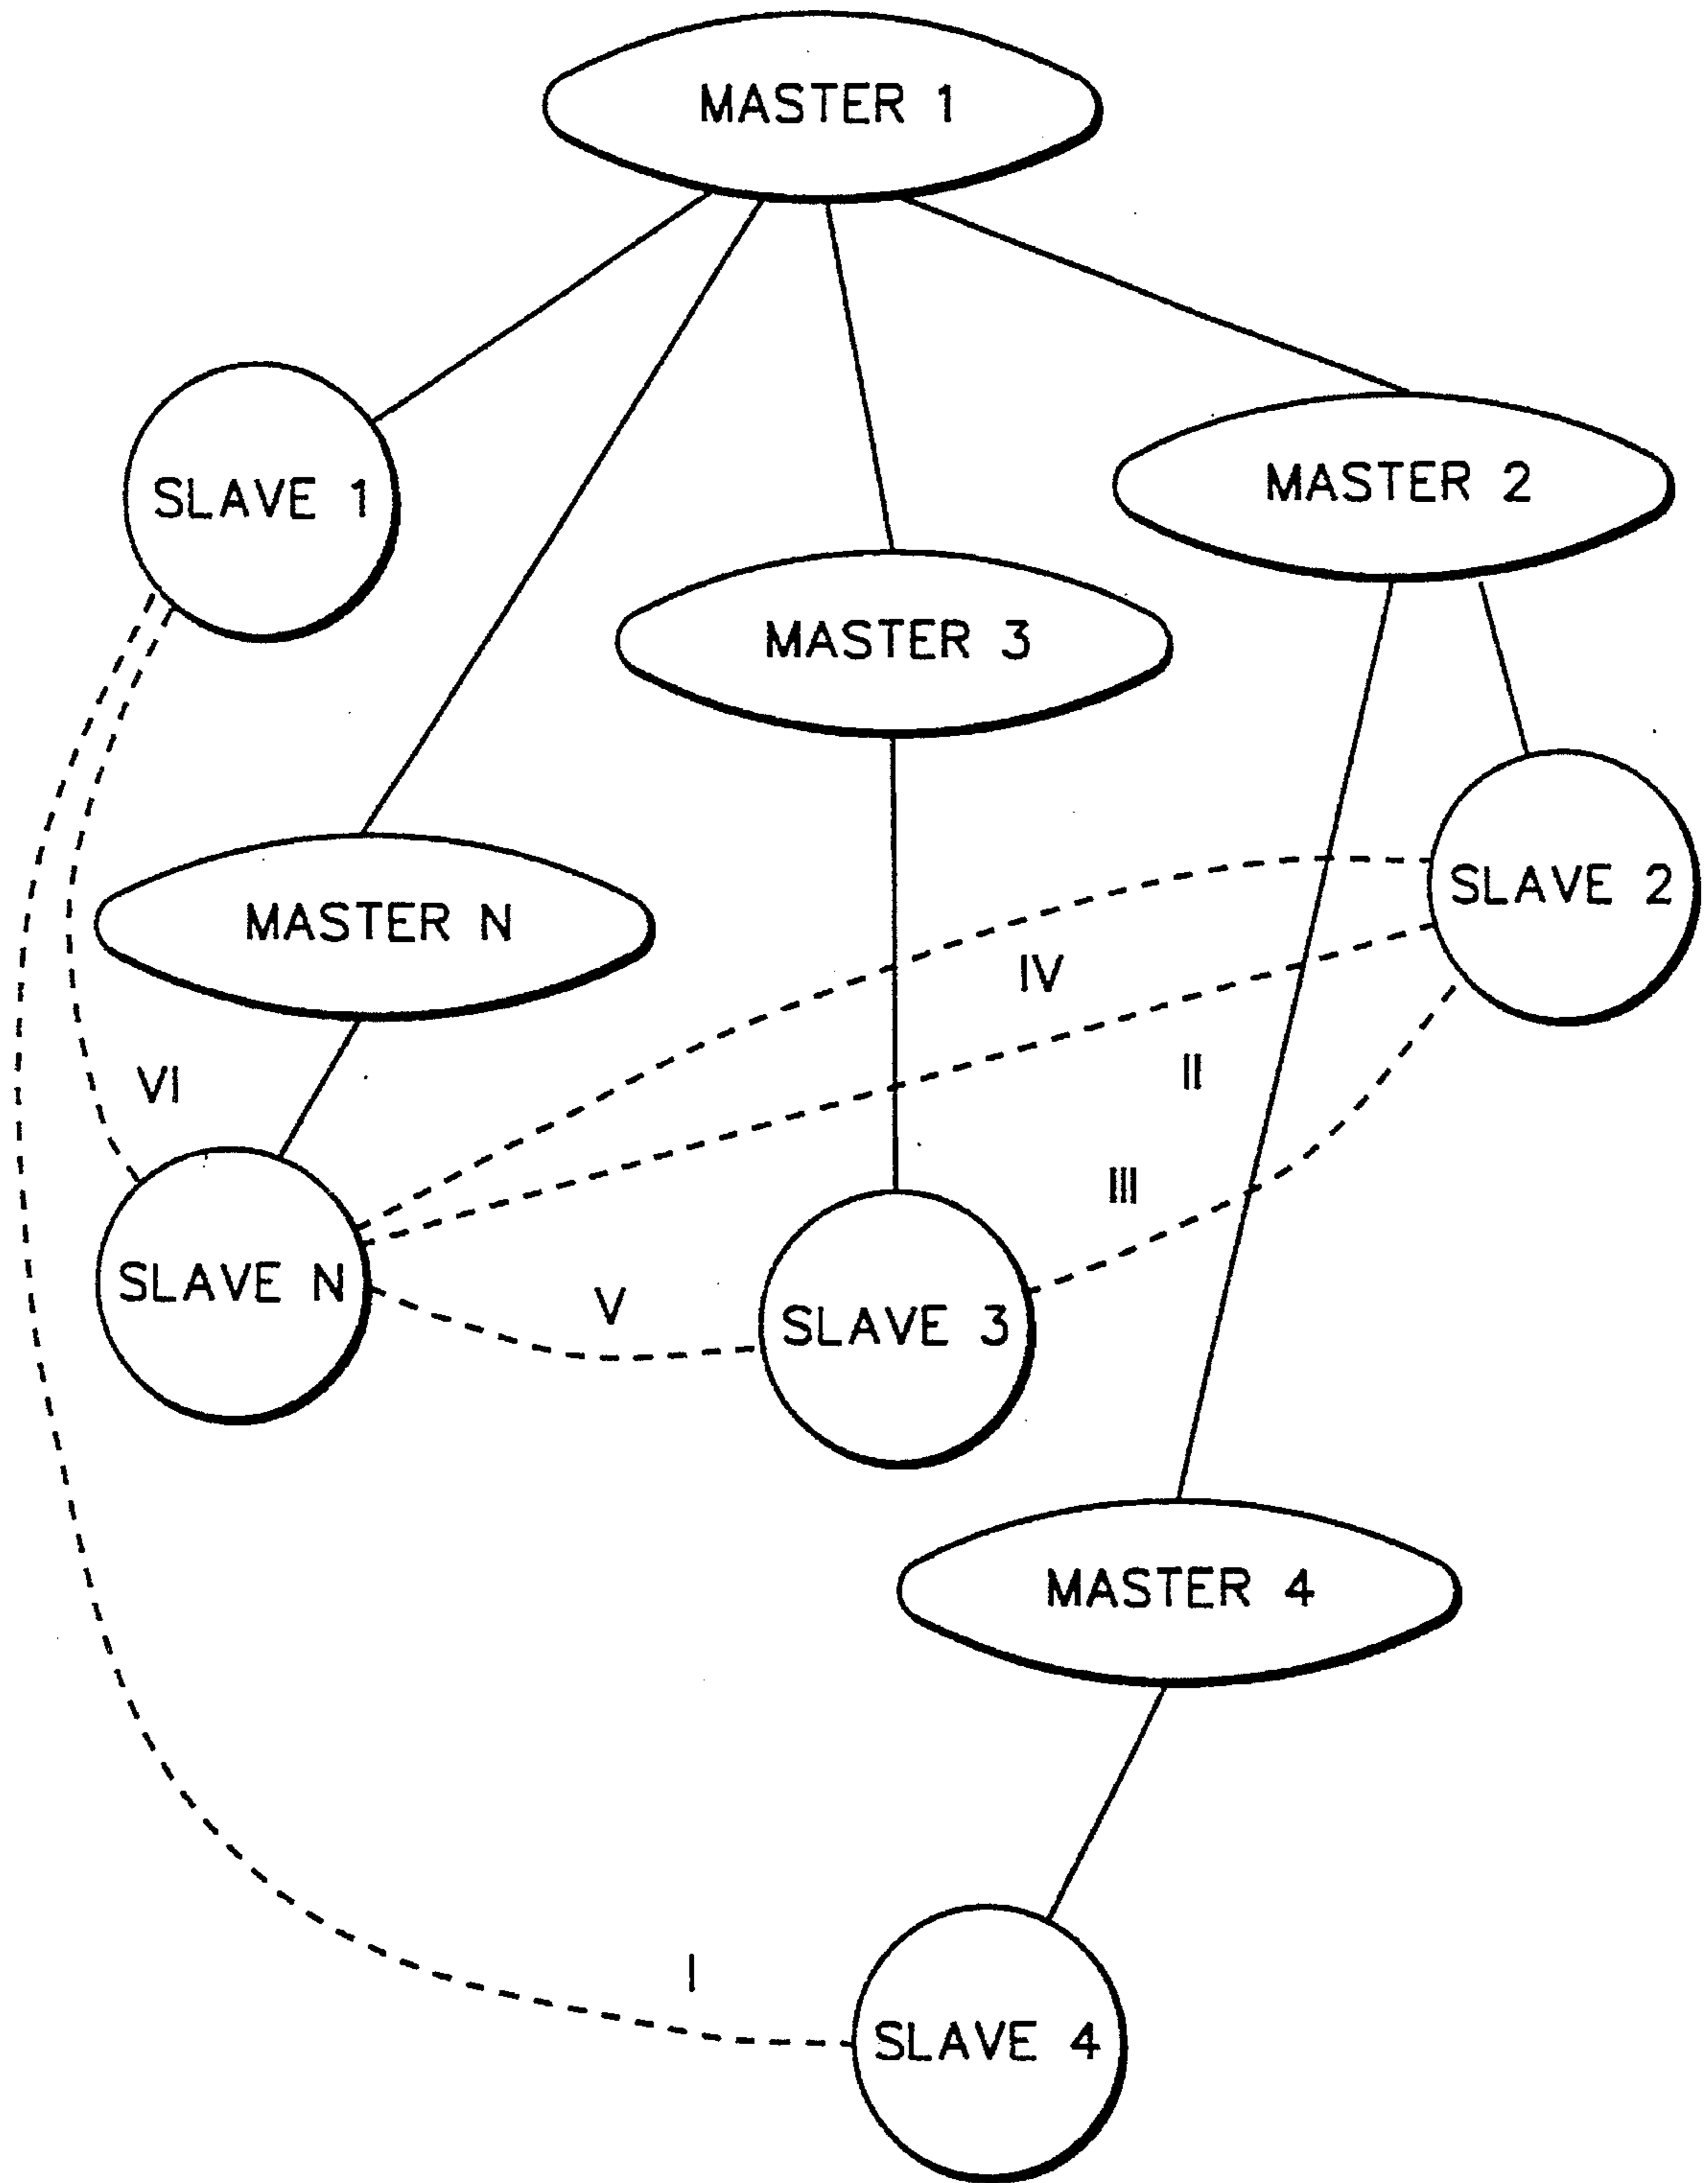 MASTER 1
SLAVE 1
MASTER 2
MASTER 3
SLAVE 2
MASTER N
IV
II
VI
III
SLAVE N
V
SLAVE 3
MASTER 4
I
SLAVE 4